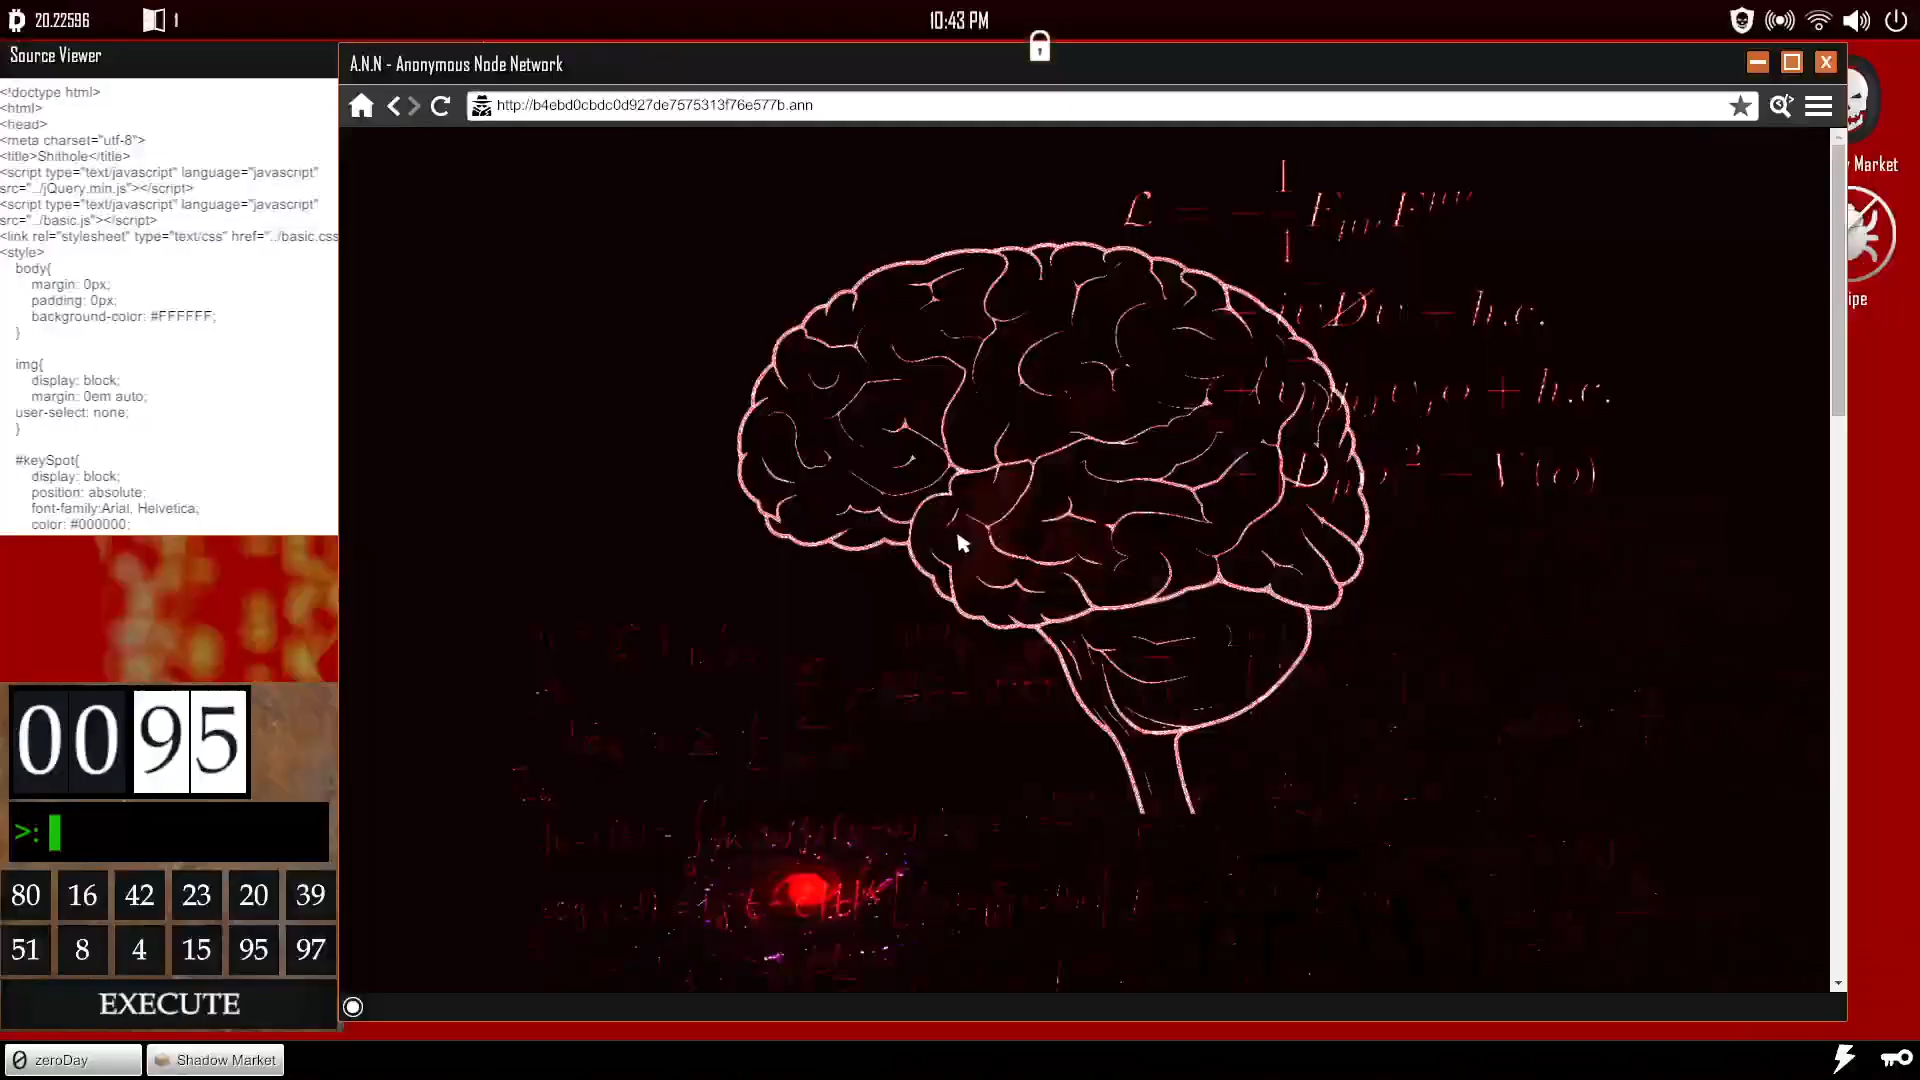 20.22596
1
10:43 PM
Source Viewer
<!doctype html>
<html>
<head>
<meta charset="utf-8">
<title>Shithole</title>
<script type="text/javascript" language="javascript"
src="../jQuery.min.js"></script>
<script type="text/javascript" language="javascript"
src="../basic.js"></script>
<link rel="stylesheet" type="text/css" href="../basic.css
<style>
body{
margin: 0px;
padding: 0px;
background-color: #FFFFFF;
}
img{
display: block;
margin: 0em auto;
user-select: none;
}
#keySpot{
display: block;
position: absolute;
font-family:Arial, Helvetica,
color: #000000;
A.N.N - Anonymous Node Network
http://b4ebd0cbdc0d927de7575313f76e577b.ann
Market
ipe
+ h.c.
0095
>:
80 16 42 23 20 39
51 8 4 15 95 97
EXECUTE
zeroDay
Shadow Market